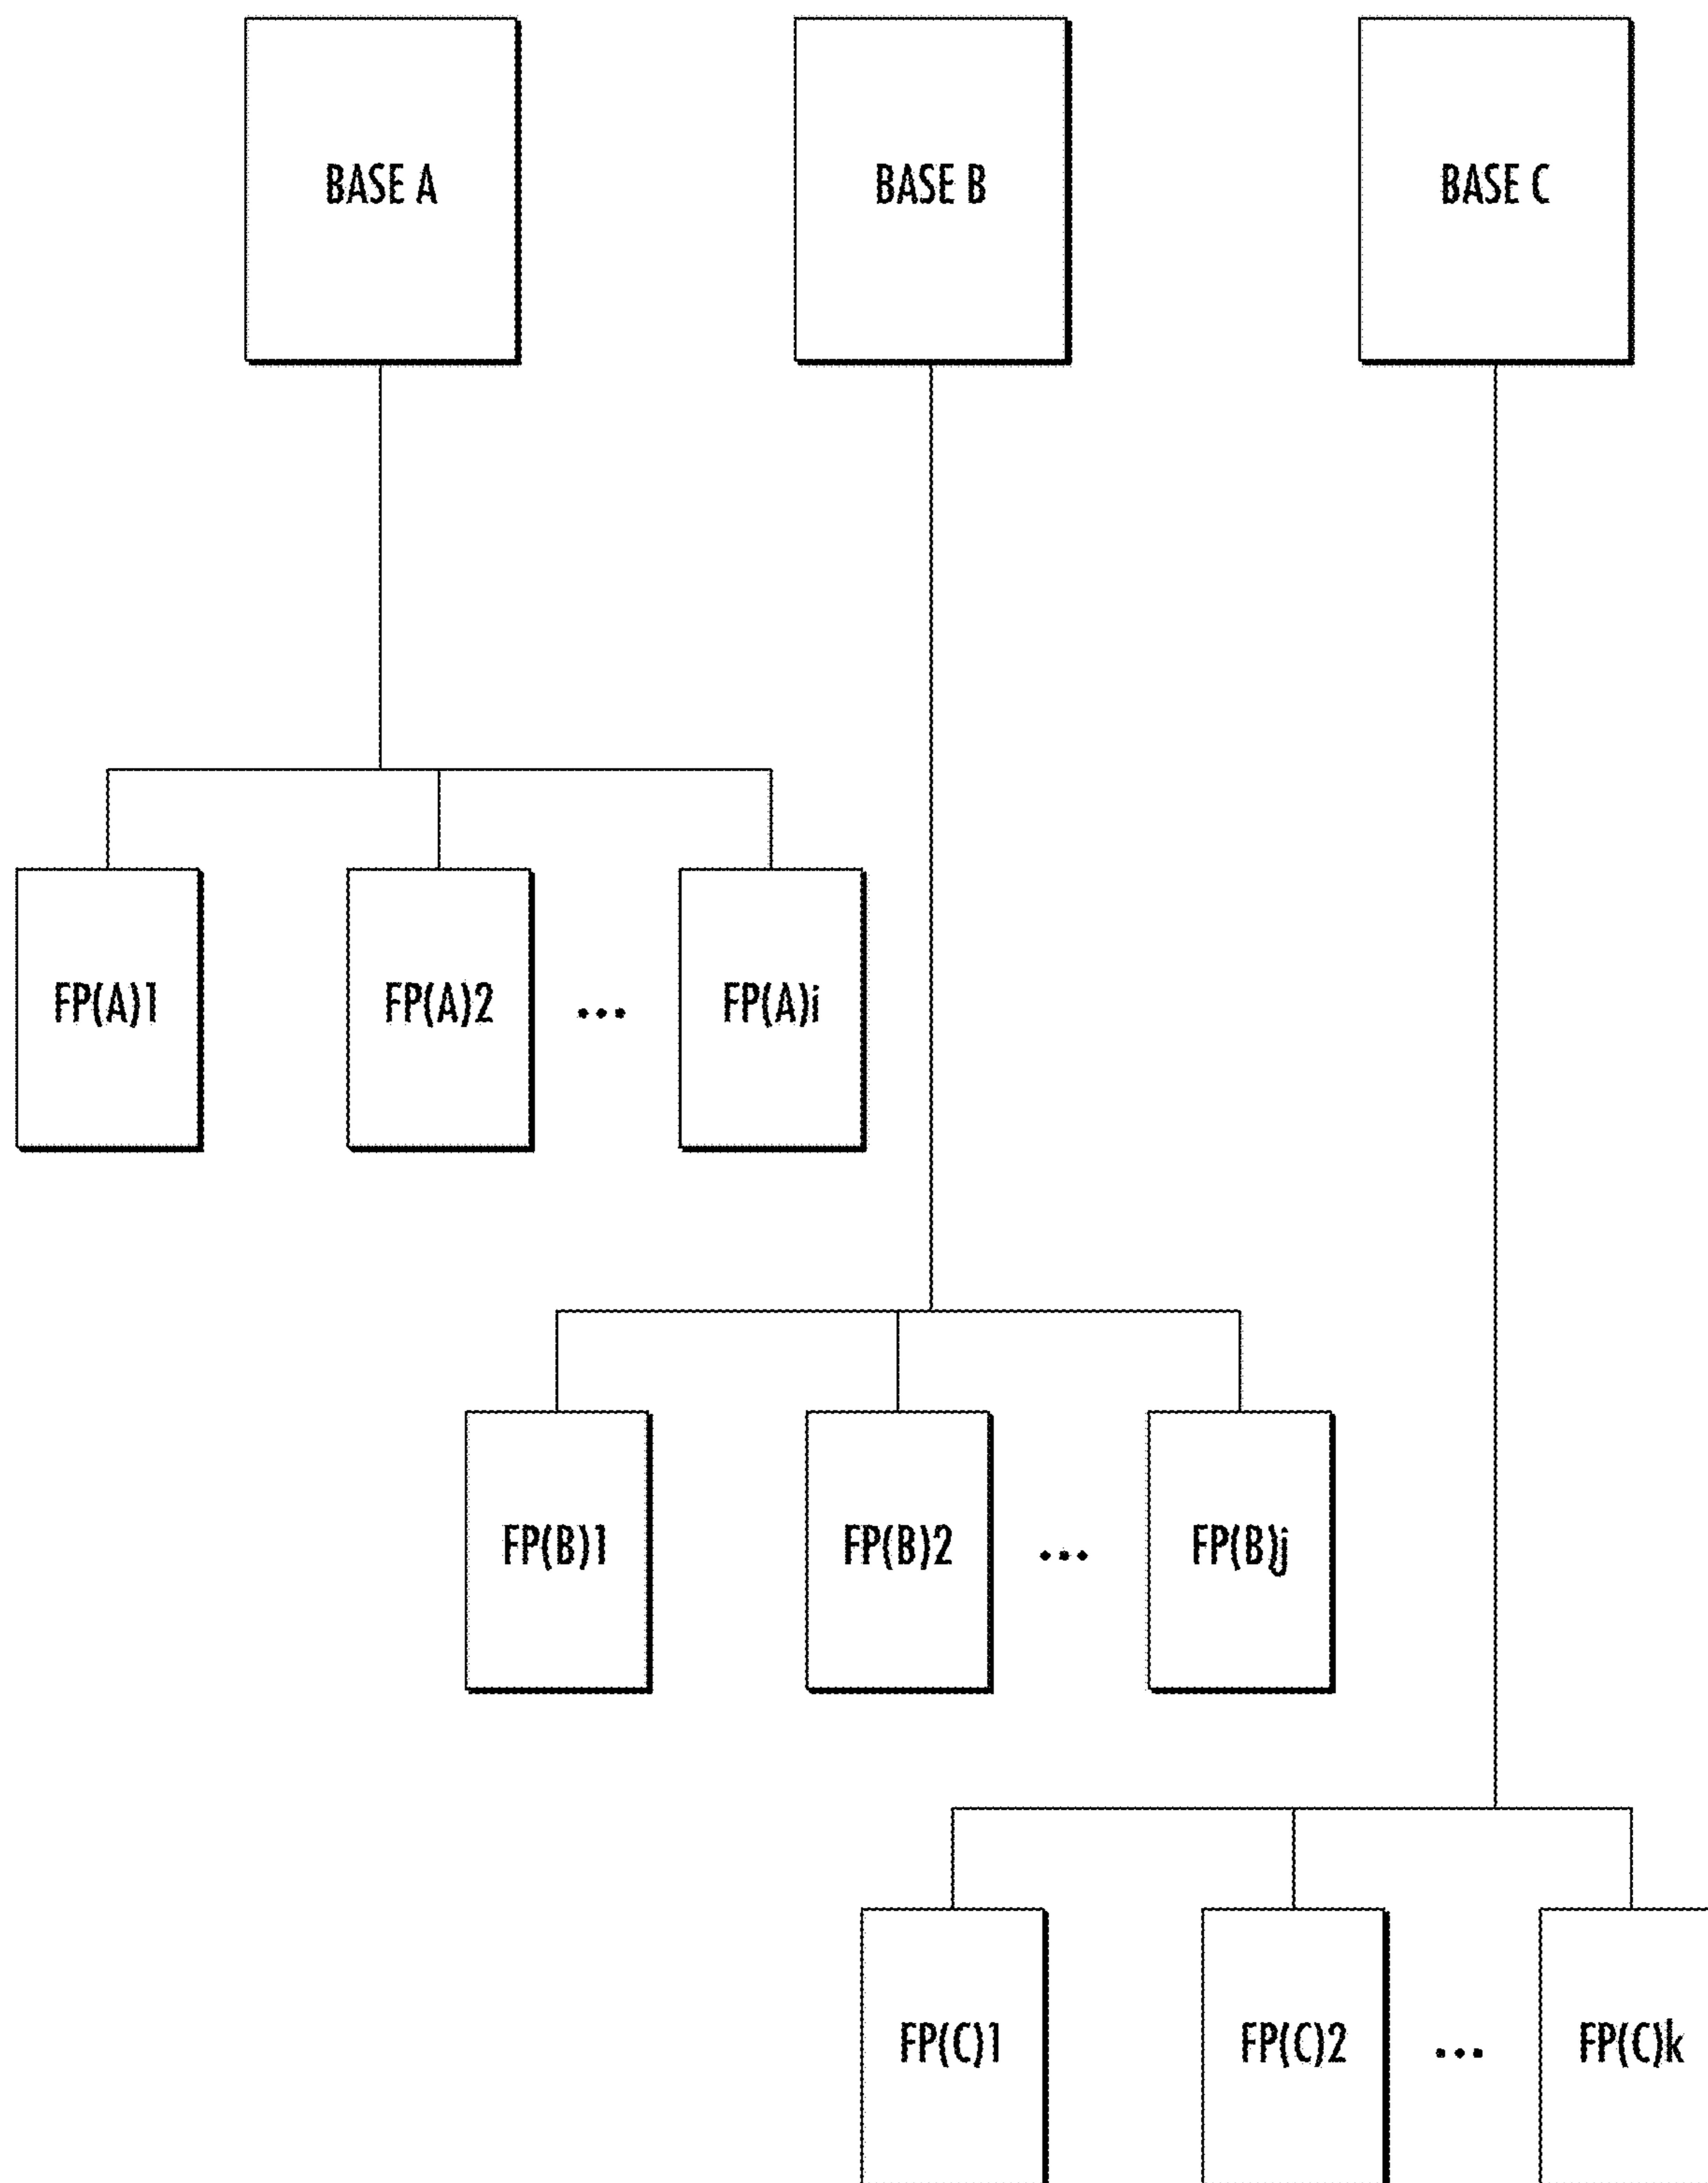 BASE A
BASE B
BASE C
FP(A)1
FP(A)2
...
FP(A)i
FP(B)1
FP(B)2
...
FP(B)j
FP(C)1
FP(C)2
...
FP(C)k